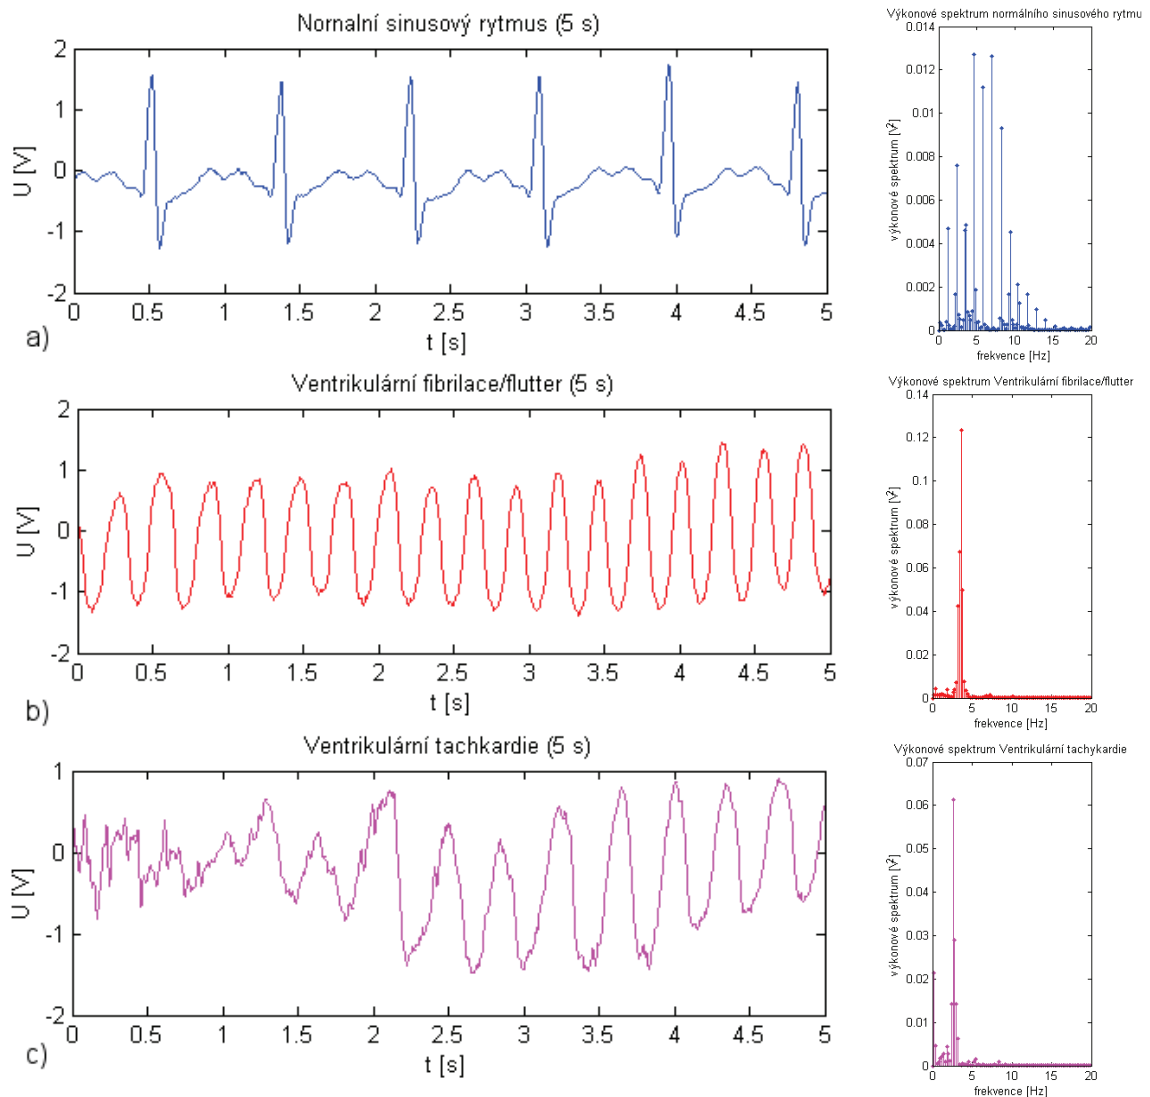 Nornalní sinusový rytmus (5 s)
2
1
0
-1
-2
U [V]
0 0.5 1 1.5 2 2.5 3 3.5 4 4.5 5
t [s]
a)
Výkonové spektrum normálního sinusového rytmu
0.014
0.012
0.01
0.008
0.006
0.004
0.002
0
výkonové spektrum [V²]
0 5 10 15 20
frekvence [Hz]
Ventrikulární fibrilace/flutter (5 s)
2
1
0
-1
-2
U [V]
0 0.5 1 1.5 2 2.5 3 3.5 4 4.5 5
t [s]
b)
Výkonové spektrum Ventrikulární fibrilace/flutter
0.14
0.12
0.1
0.08
0.06
0.04
0.02
0
výkonové spektrum [V²]
0 5 10 15 20
frekvence [Hz]
Ventrikulární tachkardie (5 s)
1
0
-1
-2
U [V]
0 0.5 1 1.5 2 2.5 3 3.5 4 4.5 5
t [s]
c)
Výkonové spektrum Ventrikulární tachykardie
0.07
0.06
0.05
0.04
0.03
0.02
0.01
0
výkonové spektrum [V²]
0 5 10 15 20
frekvence [Hz]